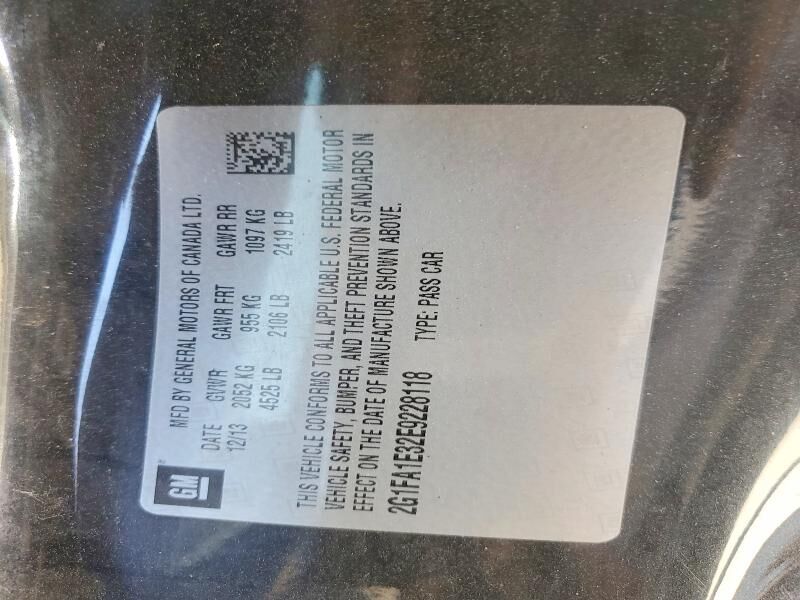 GM
MFD BY GENERAL MOTORS OF CANADA LTD.
DATE GVWR GAWR FRT GAWR RR
12/13 2052 KG 955 KG 1097 KG
4525 LB 2106 LB 2419 LB
THIS VEHICLE CONFORMS TO ALL APPLICABLE U.S. FEDERAL MOTOR
VEHICLE SAFETY, BUMPER, AND THEFT PREVENTION STANDARDS IN
EFFECT ON THE DATE OF MANUFACTURE SHOWN ABOVE.
2G1FA1E32E9228118 TYPE: PASS CAR